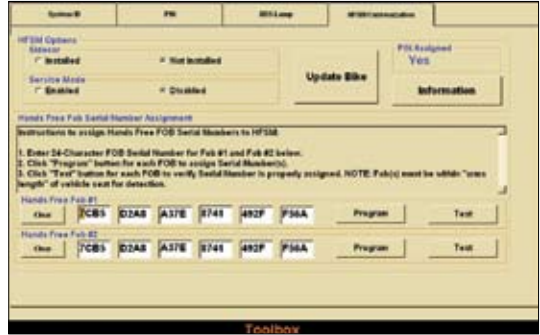 System ID PIN HFSM Customization
HFSM Options
Sidecar
Installed Not Installed
Service Mode
Enabled Disabled
Update Bike
PIN Assigned
Yes
Information
Hands Free Fob Serial Number Assignment
Instructions to assign Hands Free FOB Serial Numbers to HFSM:
1. Enter 24-Character FOB Serial Number for Fob #1 and Fob #2 below.
2. Click "Program" button for each FOB to assign Serial Number(s).
3. Click "Test" button for each FOB to verify Serial Number is properly assigned. NOTE: Fob(s) must be within "arms
length" of vehicle seat for detection.
Hands Free Fob #1
Clear 7CB5 D2A8 A37E 8741 492F F56A Program Test
Hands Free Fob #2
Clear 7CB5 D2A8 A37E 8741 492F F56A Program Test
Toolbox